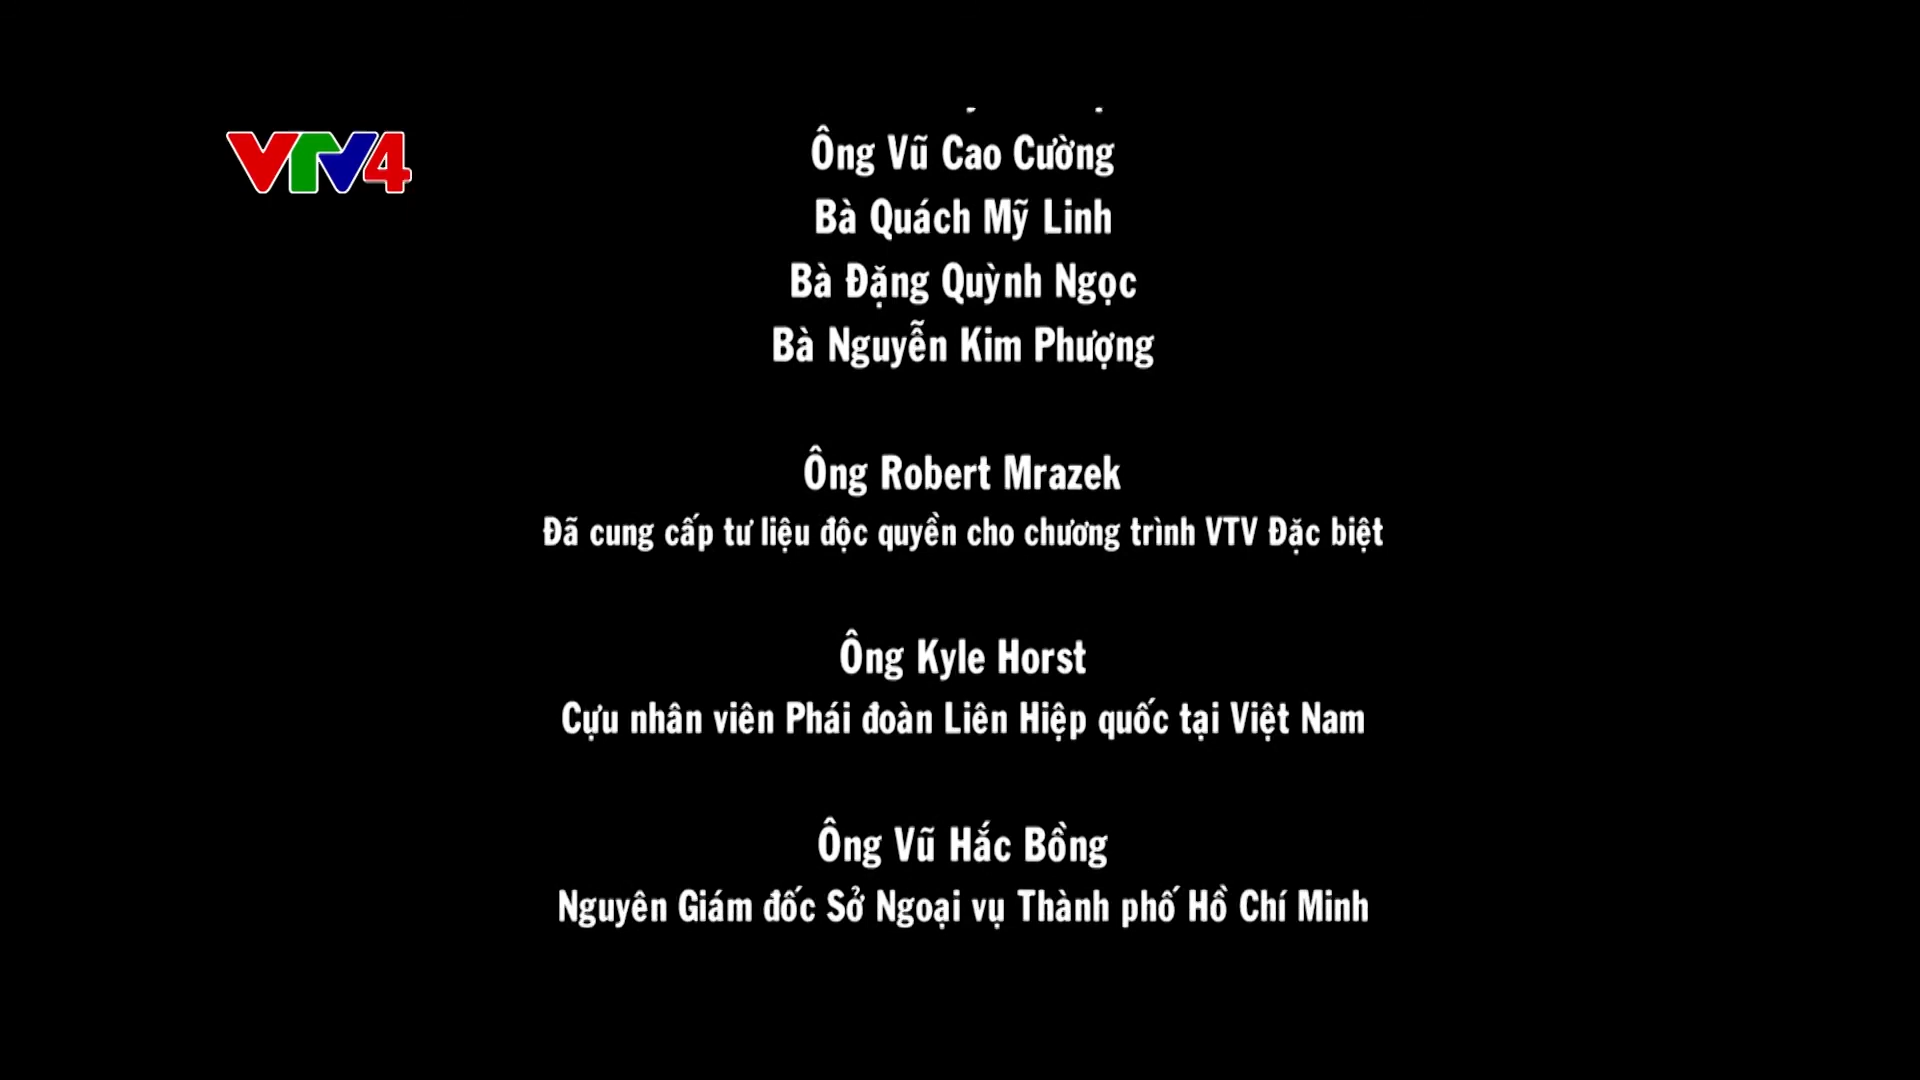 VTV4
Ông Vũ Cao Cường
Bà Quách Mỹ Linh
Bà Đặng Quỳnh Ngọc
Bà Nguyễn Kim Phượng
Ông Robert Mrazek
Đã cung cấp tư liệu độc quyền cho chương trình VTV Đặc biệt
Ông Kyle Horst
Cựu nhân viên Phái đoàn Liên Hiệp quốc tại Việt Nam
Ông Vũ Hắc Bồng
Nguyên Giám đốc Sở Ngoại vụ Thành phố Hồ Chí Minh